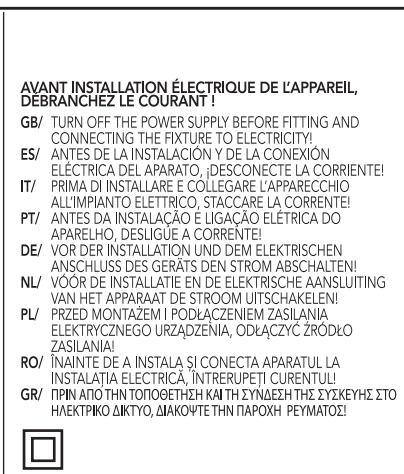 AVANT INSTALLATION ÉLECTRIQUE DE L'APPAREIL,
DÉBRANCHEZ LE COURANT !
GB/ TURN OFF THE POWER SUPPLY BEFORE FITTING AND
CONNECTING THE FIXTURE TO ELECTRICITY!
ES/ ANTES DE LA INSTALACIÓN Y DE LA CONEXIÓN
ELÉCTRICA DEL APARATO, ¡DESCONECTE LA CORRIENTE!
IT/ PRIMA DI INSTALLARE E COLLEGARE L'APPARECCHIO
ALL'IMPIANTO ELETTRICO, STACCARE LA CORRENTE!
PT/ ANTES DA INSTALAÇÃO E LIGAÇÃO ELÉTRICA DO
APARELHO, DESLIGUE A CORRENTE!
DE/ VOR DER INSTALLATION UND DEM ELEKTRISCHEN
ANSCHLUSS DES GERÄTS DEN STROM ABSCHALTEN!
NL/ VÓÓR DE INSTALLATIE EN DE ELEKTRISCHE AANSLUITING
VAN HET APPARAAT DE STROOM UITSCHAKELEN!
PL/ PRZED MONTAŻEM I PODŁĄCZENIEM ZASILANIA
ELEKTRYCZNEGO URZĄDZENIA, ODŁĄCZYĆ ŹRÓDŁO
ZASILANIA!
RO/ ÎNAINTE DE A INSTALA ȘI CONECTA APARATUL LA
INSTALAȚIA ELECTRICĂ, ÎNTRERUPEȚI CURENTUL!
GR/ ΠΡΙΝ ΑΠΟ ΤΗΝ ΤΟΠΟΘΕΤΗΣΗ ΚΑΙ ΤΗ ΣΥΝΔΕΣΗ ΤΗΣ ΣΥΣΚΕΥΗΣ ΣΤΟ
ΗΛΕΚΤΡΙΚΟ ΔΙΚΤΥΟ, ΔΙΑΚΟΨΤΕ ΤΗΝ ΠΑΡΟΧΗ ΡΕΥΜΑΤΟΣ!